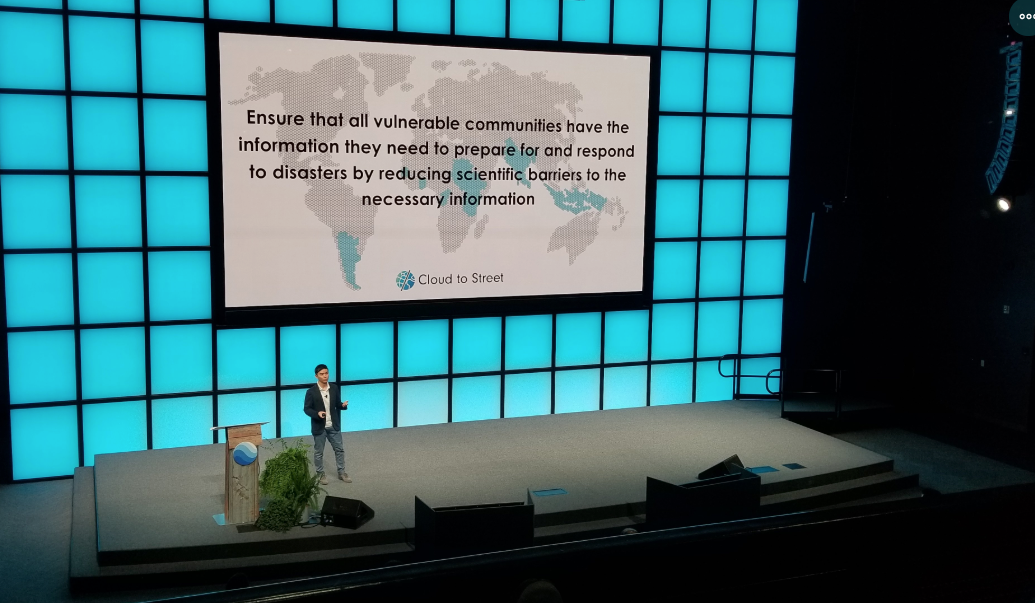 Ensure that all vulnerable communities have the
information they need to prepare for and respond
to disasters by reducing scientific barriers to the
necessary information
Cloud to Street